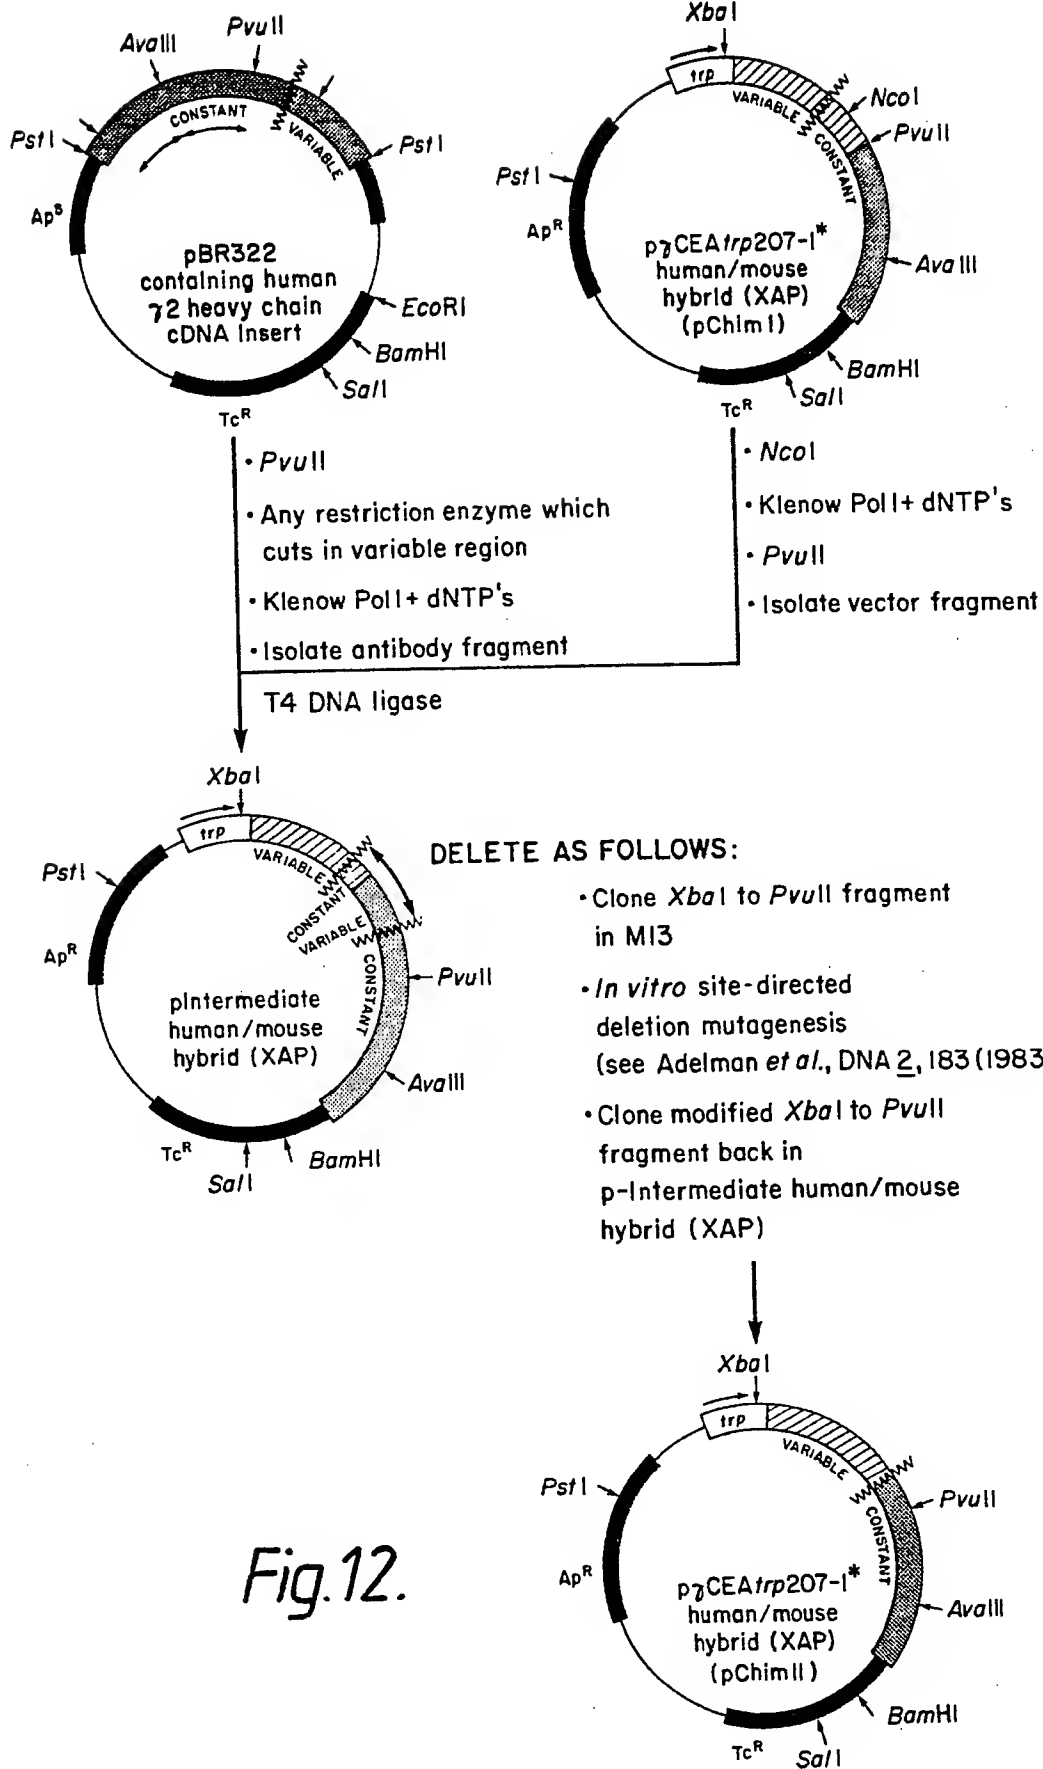 PvuII
AvaIII
CONSTANT
VARIABLE
PstI
PstI
Ap^S
pBR322
containing human
γ2 heavy chain
cDNA Insert
EcoRI
BamHI
SalI
Tc^R
XbaI
trp
VARIABLE
NcoI
PvuII
CONSTANT
PstI
Ap^R
pγCEAtrp207-1*
human/mouse
hybrid (XAP)
(pChim1)
AvaIII
BamHI
SalI
Tc^R
• PvuII
• Any restriction enzyme which
cuts in variable region
• Klenow Pol I + dNTP's
• Isolate antibody fragment
• NcoI
• Klenow Pol I + dNTP's
• PvuII
• Isolate vector fragment
T4 DNA ligase
XbaI
trp
VARIABLE
CONSTANT
VARIABLE
CONSTANT
PstI
Ap^R
pIntermediate
human/mouse
hybrid (XAP)
PvuII
AvaIII
BamHI
SalI
Tc^R
DELETE AS FOLLOWS:
• Clone XbaI to PvuII fragment
in M13
• In vitro site-directed
deletion mutagenesis
(see Adelman et al., DNA 2, 183 (1983
• Clone modified XbaI to PvuII
fragment back in
p-Intermediate human/mouse
hybrid (XAP)
XbaI
trp
VARIABLE
CONSTANT
PstI
PvuII
Ap^R
pγCEAtrp207-1*
human/mouse
hybrid (XAP)
(pChimII)
AvaIII
BamHI
SalI
Tc^R
Fig.12.